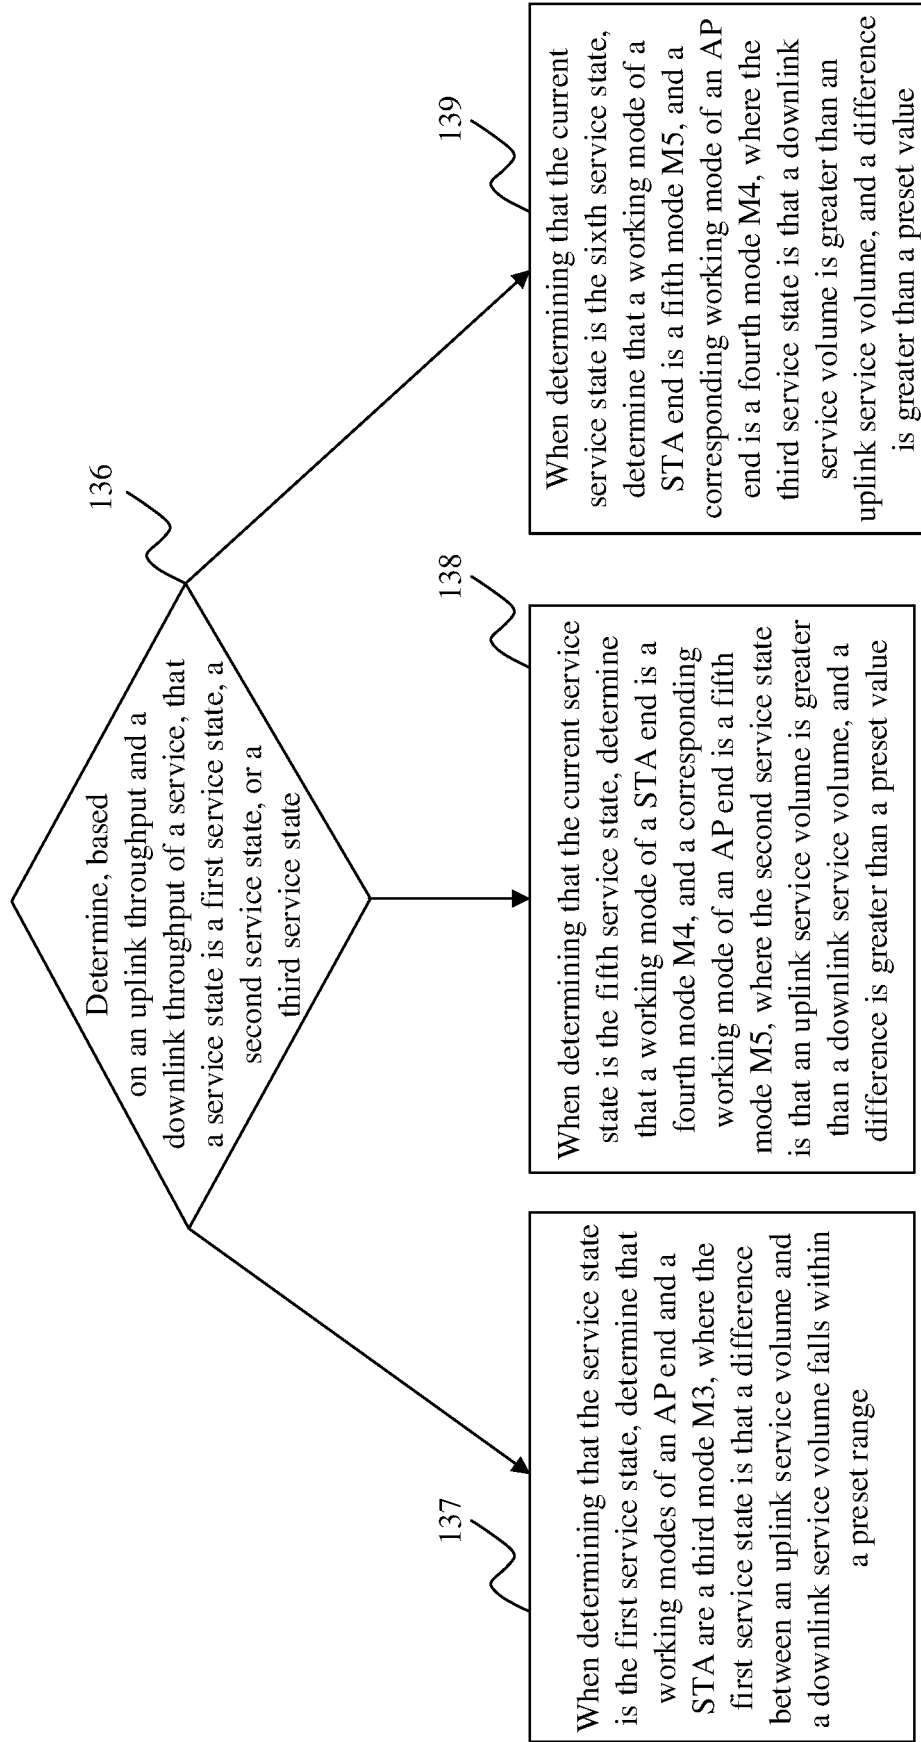 136
Determine, based
on an uplink throughput and a
downlink throughput of a service, that
a service state is a first service state, a
second service state, or a
third service state
137
When determining that the service state
is the first service state, determine that
working modes of an AP end and a
STA are a third mode M3, where the
first service state is that a difference
between an uplink service volume and
a downlink service volume falls within
a preset range
138
When determining that the current service
state is the fifth service state, determine
that a working mode of a STA end is a
fourth mode M4, and a corresponding
working mode of an AP end is a fifth
mode M5, where the second service state
is that an uplink service volume is greater
than a downlink service volume, and a
difference is greater than a preset value
139
When determining that the current
service state is the sixth service state,
determine that a working mode of a
STA end is a fifth mode M5, and a
corresponding working mode of an AP
end is a fourth mode M4, where the
third service state is that a downlink
service volume is greater than an
uplink service volume, and a difference
is greater than a preset value